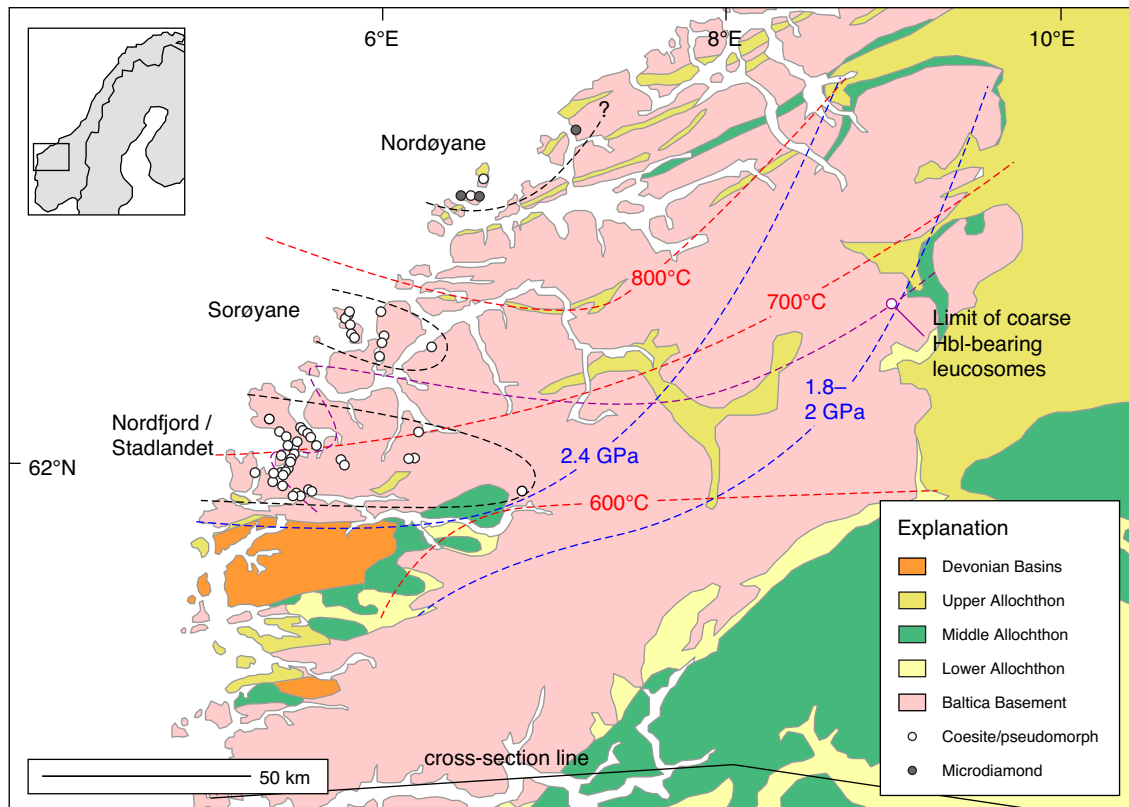 6°E
8°E
10°E
?
Nordøyane
800°C
700°C
Sorøyane
Limit of coarse
Hbl-bearing
leucosomes
1.8–
2 GPa
Nordfjord /
Stadlandet
2.4 GPa
62°N
600°C
Explanation
Devonian Basins
Upper Allochthon
Middle Allochthon
Lower Allochthon
Baltica Basement
Coesite/pseudomorph
Microdiamond
cross-section line
50 km